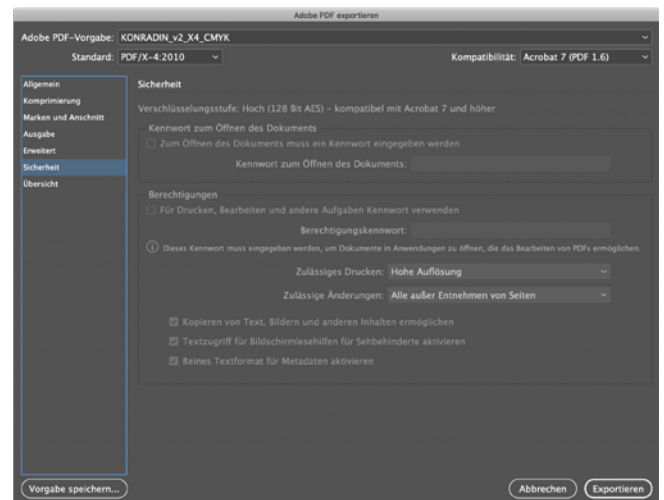 Adobe PDF exportieren
Adobe PDF-Vorgabe: KONRADIN_v2_X4_CMYK
Standard: PDF/X-4:2010 Kompatibilität: Acrobat 7 (PDF 1.6)
Allgemein
Komprimierung
Marken und Anschnitt
Ausgabe
Erweitert
Sicherheit
Übersicht
Sicherheit
Verschlüsselungsstufe: Hoch (128 Bit AES) – kompatibel mit Acrobat 7 und höher
Kennwort zum Öffnen des Dokuments
Zum Öffnen des Dokuments muss ein Kennwort eingegeben werden
Kennwort zum Öffnen des Dokuments:
Berechtigungen
Für Drucken, Bearbeiten und andere Aufgaben Kennwort verwenden
Berechtigungskennwort:
Dieses Kennwort muss eingegeben werden, um Dokumente in Anwendungen zu öffnen, die das Bearbeiten von PDFs ermöglichen.
Zulässiges Drucken: Hohe Auflösung
Zulässige Änderungen: Alle außer Entnehmen von Seiten
Kopieren von Text, Bildern und anderen Inhalten ermöglichen
Textzugriff für Bildschirmlesehilfen für Sehbehinderte aktivieren
Reines Textformat für Metadaten aktivieren
Vorgabe speichern... Abbrechen Exportieren